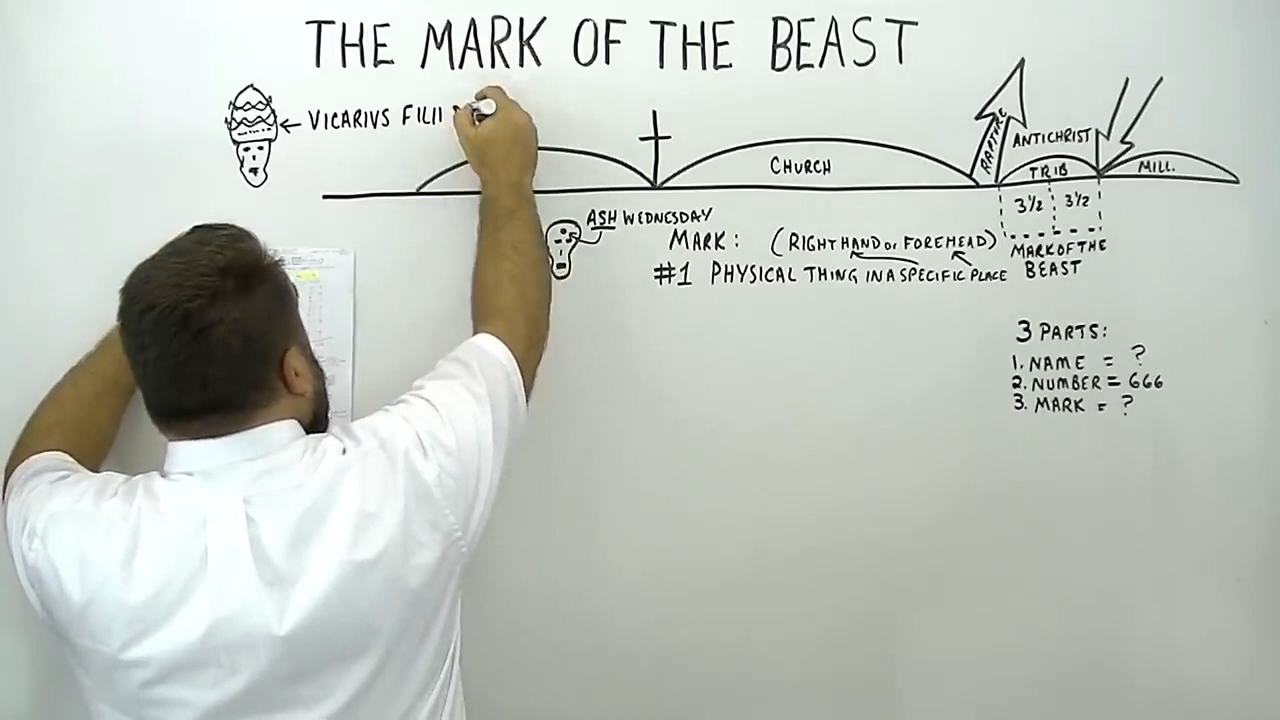 THE MARK OF THE BEAST
VICARIVS FILII
RAPTURE
ANTICHRIST
CHURCH
TRIB
MILL.
3½ 3½
ASH WEDNESDAY
MARK: (RIGHT HAND or FOREHEAD)
#1 PHYSICAL THING IN A SPECIFIC PLACE
MARK OF THE
BEAST
3 PARTS:
1. NAME = ?
2. NUMBER = 666
3. MARK = ?